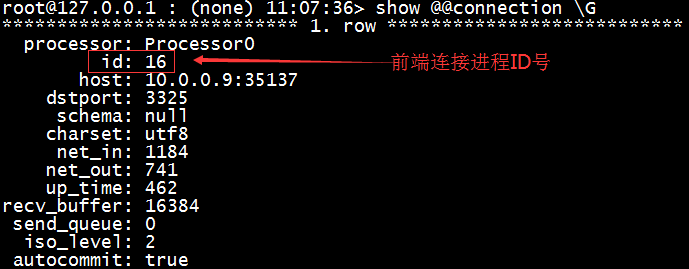 root@127.0.0.1 : (none) 11:07:36> show @@connection \G
*************************** 1. row ***************************
processor: Processor0
id: 16
前端连接进程ID号
host: 10.0.0.9:35137
dstport: 3325
schema: null
charset: utf8
net_in: 1184
net_out: 741
up_time: 462
recv_buffer: 16384
send_queue: 0
iso_level: 2
autocommit: true